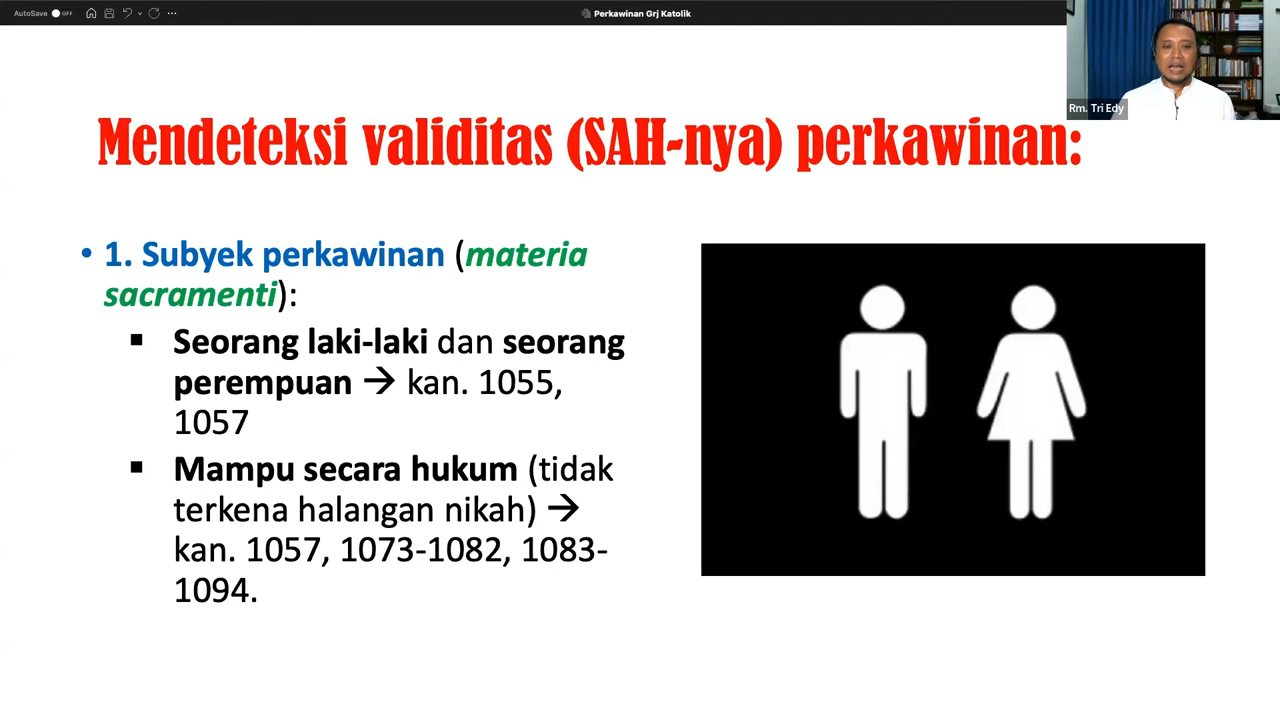 AutoSave OFF
Perkawinan Grj Katolik
Rm. Tri Edy
Mendeteksi validitas (SAH-nya) perkawinan:
• 1. Subyek perkawinan (materia
sacramenti):
▪ Seorang laki-laki dan seorang
perempuan → kan. 1055,
1057
▪ Mampu secara hukum (tidak
terkena halangan nikah) →
kan. 1057, 1073-1082, 1083-
1094.